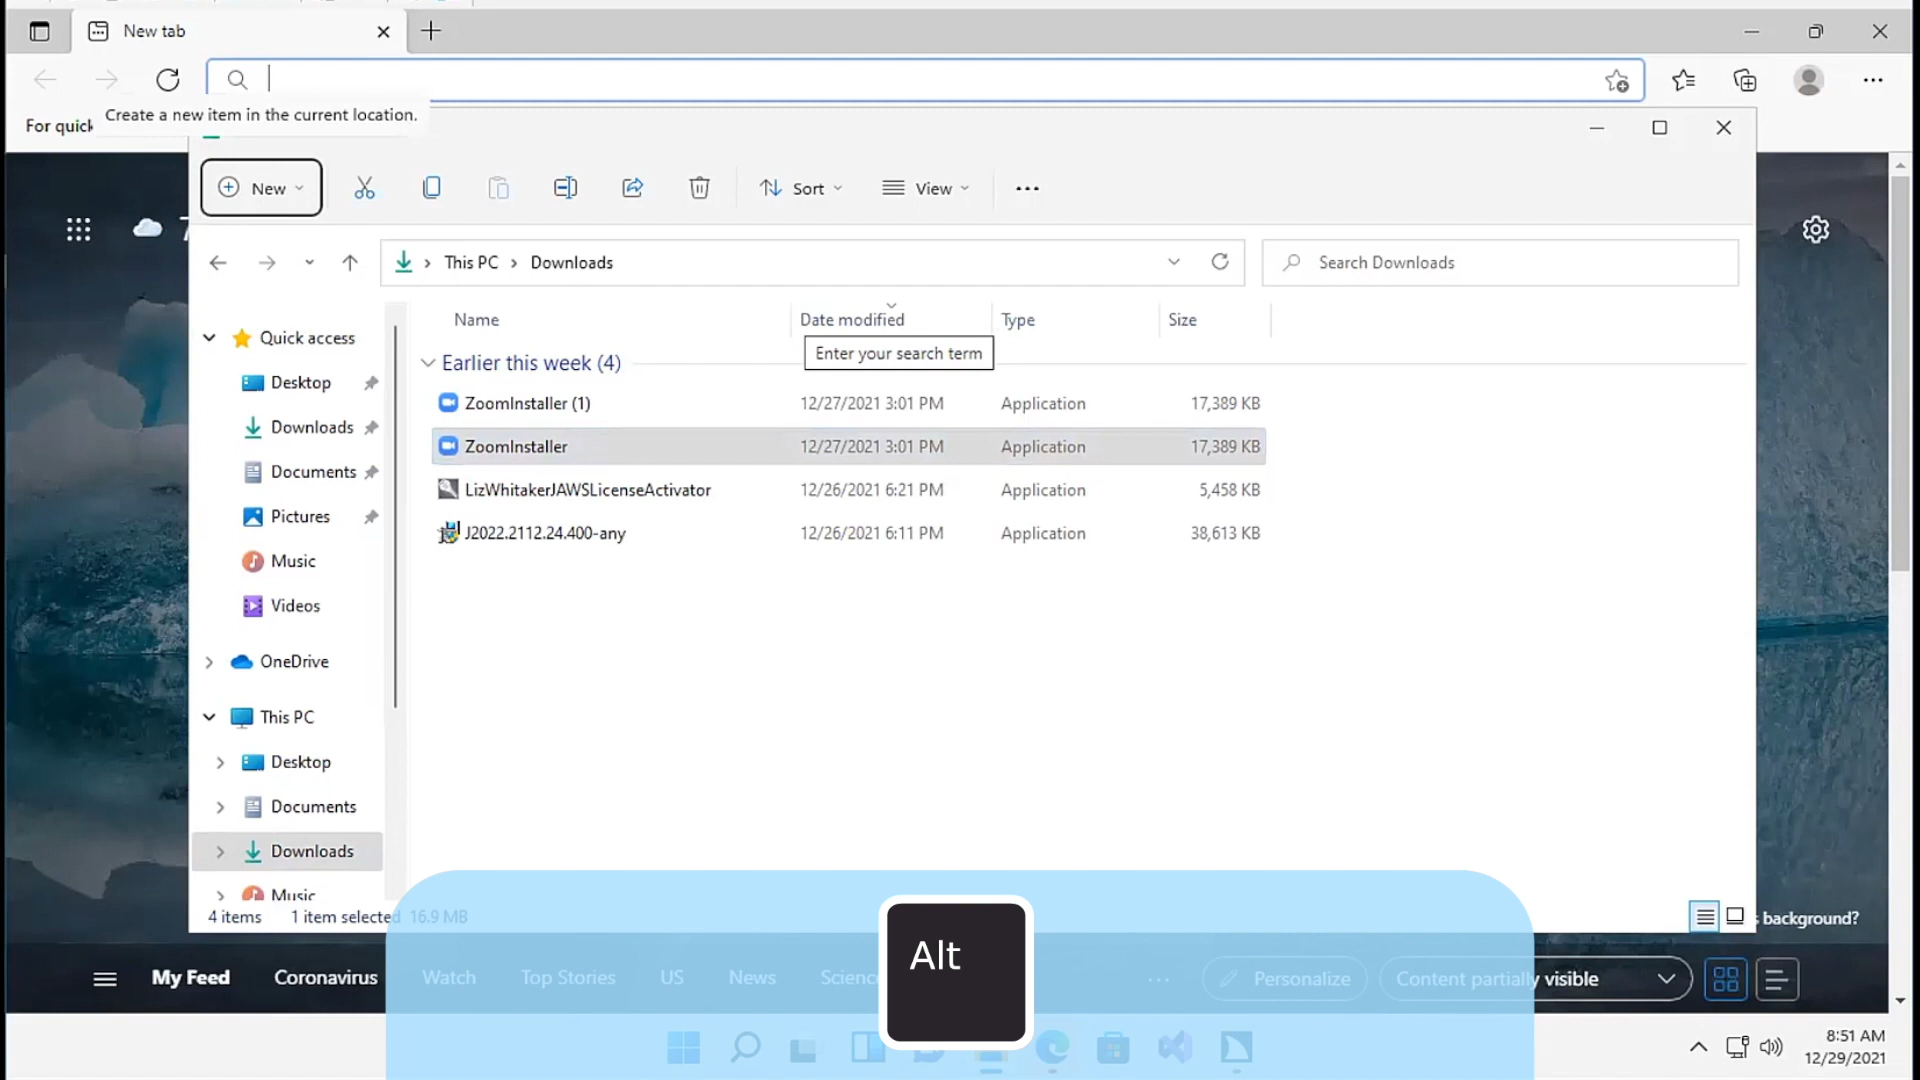 New tab
Create a new item in the current location.
For quick
New
Sort
View
This PC
Downloads
Search Downloads
Name
Date modified
Type
Size
Enter your search term
Quick access
Desktop
Downloads
Documents
Pictures
Music
Videos
OneDrive
This PC
Desktop
Documents
Downloads
Music
Earlier this week (4)
ZoomInstaller (1) 12/27/2021 3:01 PM Application 17,389 KB
ZoomInstaller 12/27/2021 3:01 PM Application 17,389 KB
LizWhitakerJAWSLicenseActivator 12/26/2021 6:21 PM Application 5,458 KB
J2022.2112.24.400-any 12/26/2021 6:11 PM Application 38,613 KB
4 items 1 item selected 16.9 MB
background?
My Feed Coronavirus Watch Top Stories US News Science
Personalize
Content partially visible
Alt
8:51 AM
12/29/2021